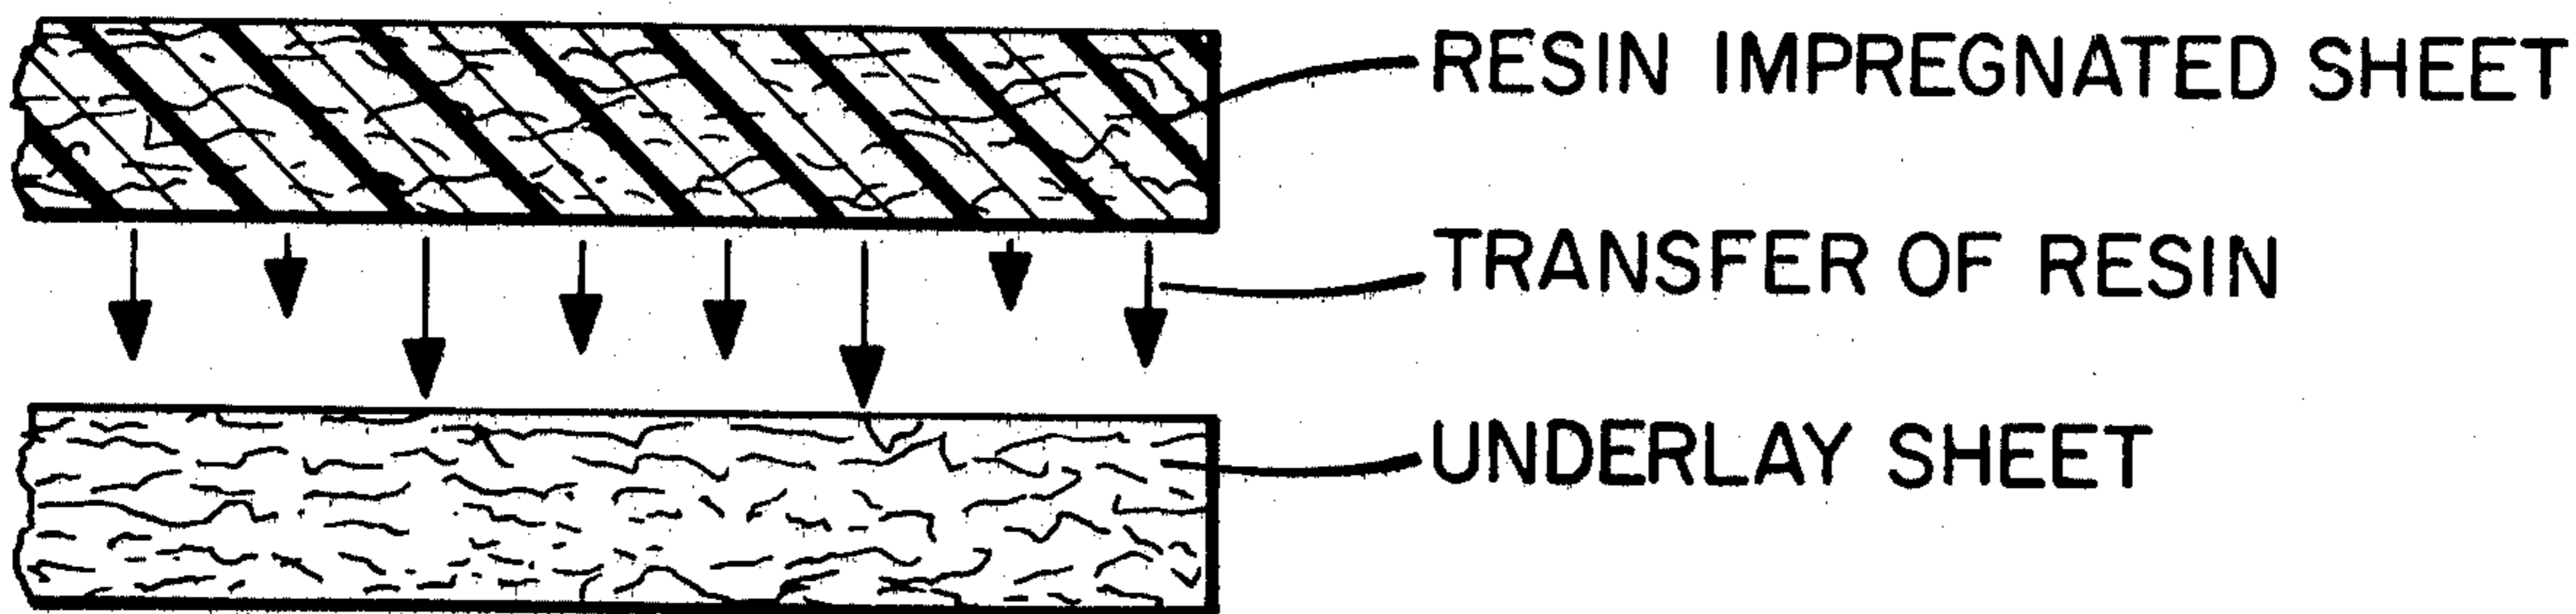 RESIN IMPREGNATED SHEET
TRANSFER OF RESIN
UNDERLAY SHEET